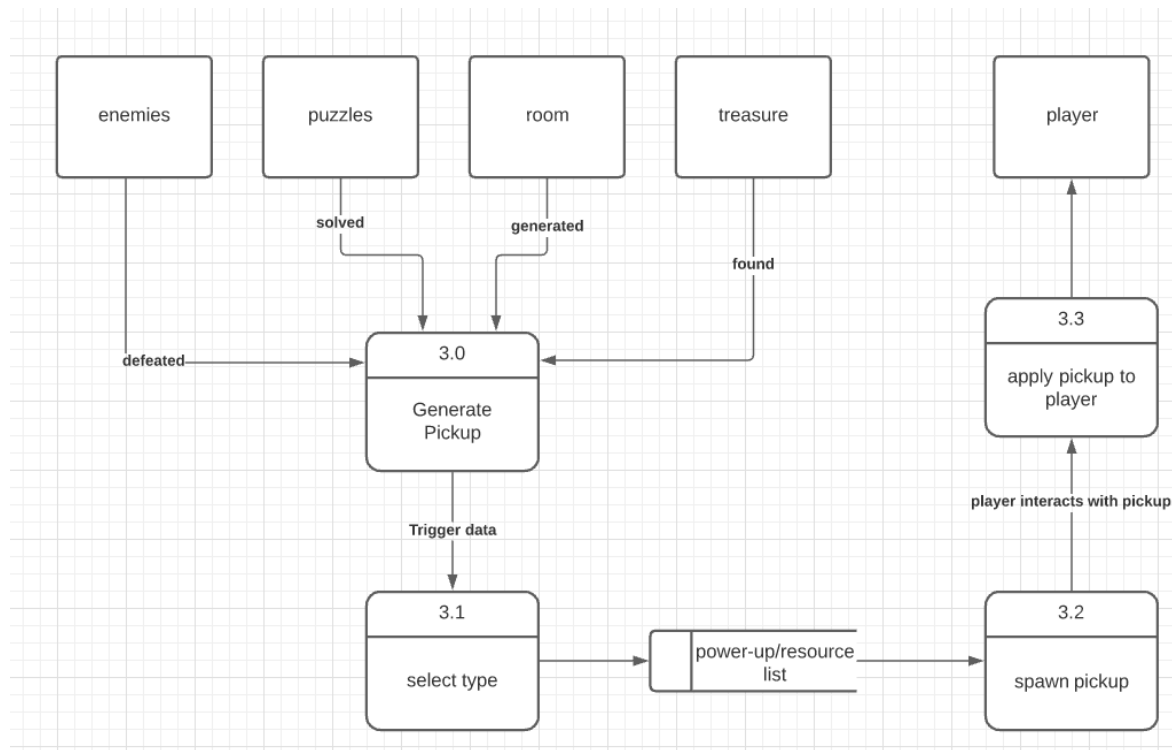 enemies
puzzles
room
treasure
player
solved
generated
found
defeated
3.0
Generate
Pickup
3.3
apply pickup to
player
Trigger data
player interacts with pickup
3.1
select type
power-up/resource
list
3.2
spawn pickup